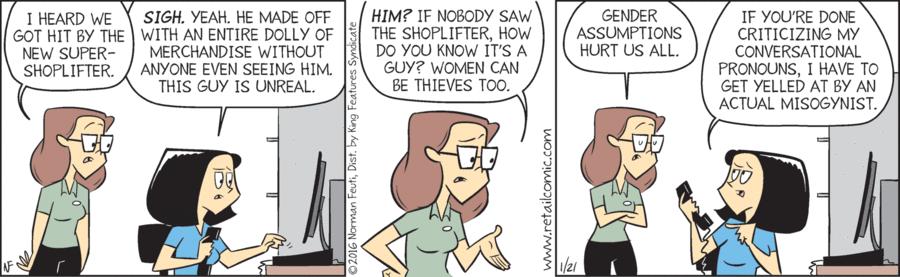 I HEARD WE
GOT HIT BY THE
NEW SUPER-
SHOPLIFTER.
SIGH. YEAH. HE MADE OFF
WITH AN ENTIRE DOLLY OF
MERCHANDISE WITHOUT
ANYONE EVEN SEEING HIM.
THIS GUY IS UNREAL.
NF
©2016 Norman Feuti, Dist. by King Features Syndicate
HIM? IF NOBODY SAW
THE SHOPLIFTER, HOW
DO YOU KNOW IT'S A
GUY? WOMEN CAN
BE THIEVES TOO.
www.retailcomic.com
GENDER
ASSUMPTIONS
HURT US ALL.
IF YOU'RE DONE
CRITICIZING MY
CONVERSATIONAL
PRONOUNS, I HAVE TO
GET YELLED AT BY AN
ACTUAL MISOGYNIST.
1/21